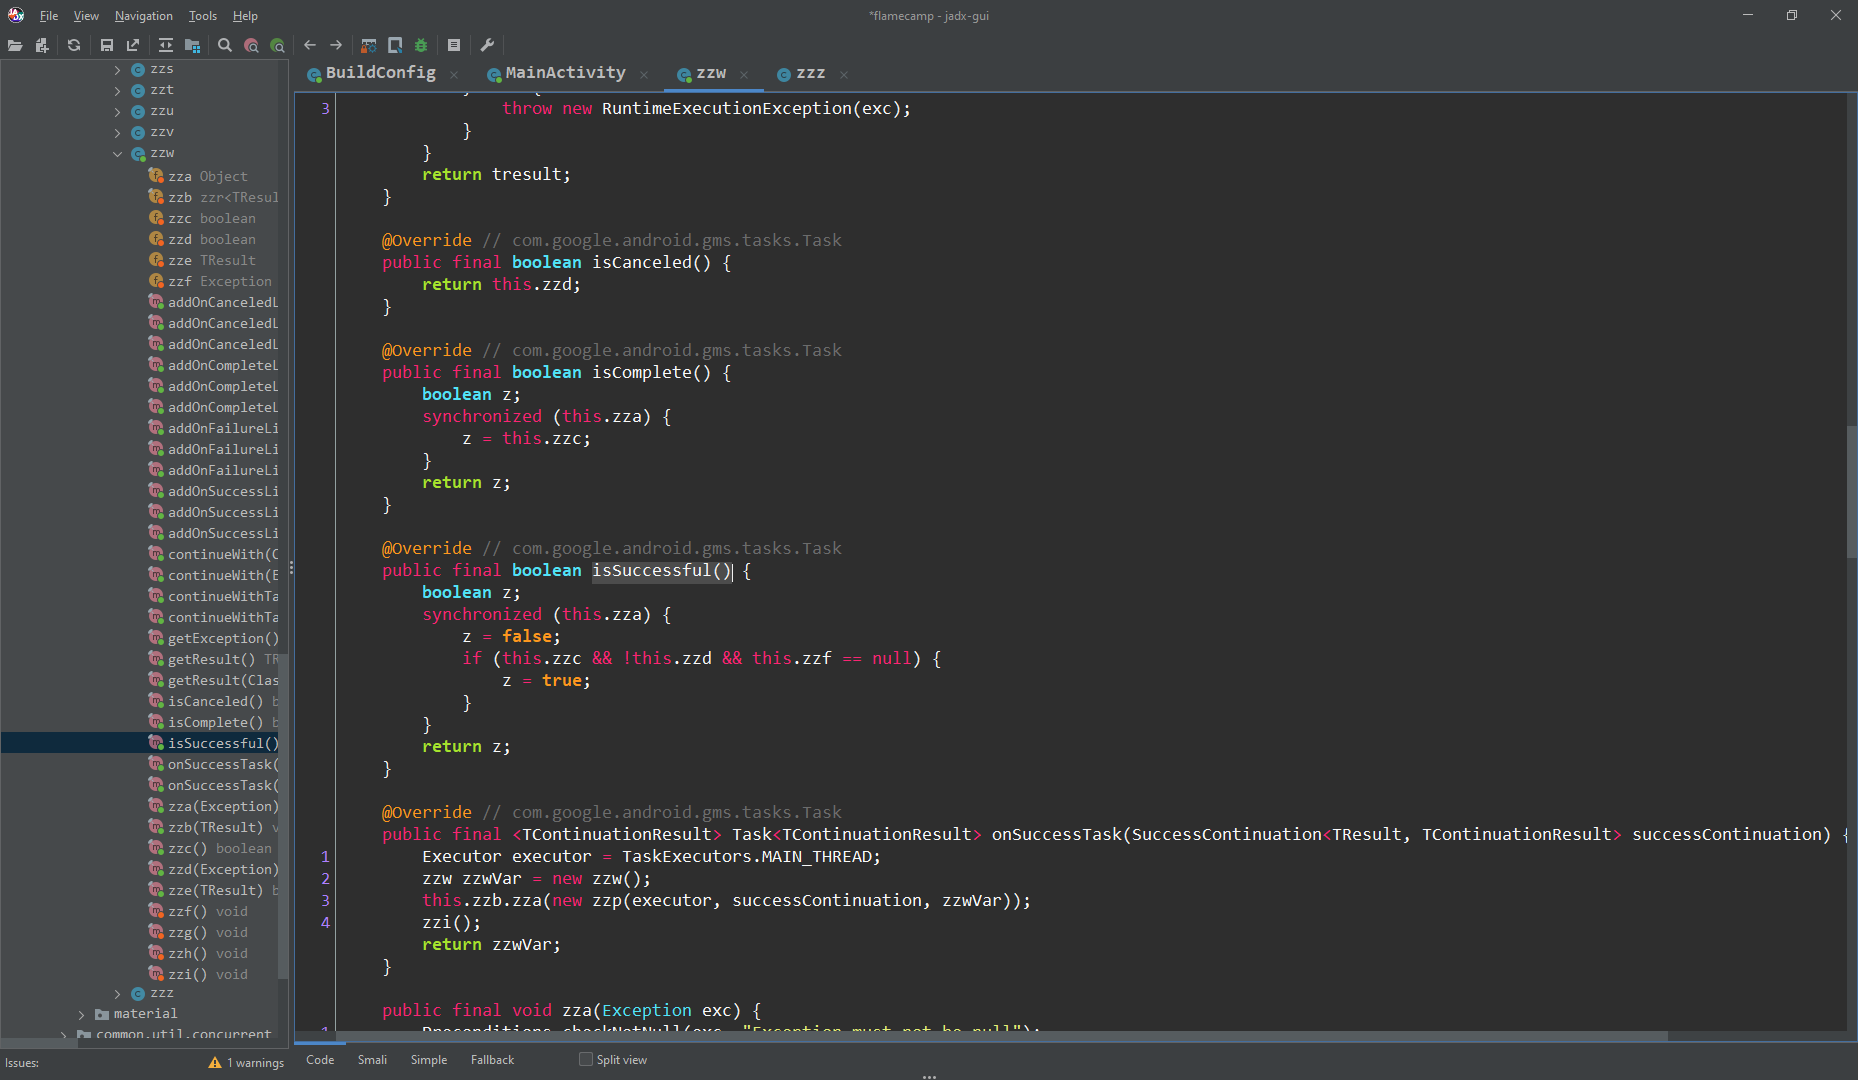 File View Navigation Tools Help
*flamecamp - jadx-gui
zzs
zzt
zzu
zzv
zzw
zza Object
zzb zzr<TResul
zzc boolean
zzd boolean
zze TResult
zzf Exception
addOnCanceledL
addOnCanceledL
addOnCanceledL
addOnCompleteL
addOnCompleteL
addOnCompleteL
addOnFailureLi
addOnFailureLi
addOnFailureLi
addOnSuccessLi
addOnSuccessLi
addOnSuccessLi
continueWith(C
continueWith(E
continueWithTa
continueWithTa
getException()
getResult() TR
getResult(Clas
isCanceled() b
isComplete() b
isSuccessful()
onSuccessTask(
onSuccessTask(
zza(Exception)
zzb(TResult) v
zzc() boolean
zzd(Exception)
zze(TResult) b
zzf() void
zzg() void
zzh() void
zzi() void
zzz
material
common.util.concurrent
Issues: 1 warnings
BuildConfig MainActivity zzw zzz
3 throw new RuntimeExecutionException(exc);
}
}
return tresult;
}
@Override // com.google.android.gms.tasks.Task
public final boolean isCanceled() {
return this.zzd;
}
@Override // com.google.android.gms.tasks.Task
public final boolean isComplete() {
boolean z;
synchronized (this.zza) {
z = this.zzc;
}
return z;
}
@Override // com.google.android.gms.tasks.Task
public final boolean isSuccessful() {
boolean z;
synchronized (this.zza) {
z = false;
if (this.zzc && !this.zzd && this.zzf == null) {
z = true;
}
}
return z;
}
@Override // com.google.android.gms.tasks.Task
public final <TContinuationResult> Task<TContinuationResult> onSuccessTask(SuccessContinuation<TResult, TContinuationResult> successContinuation) {
1 Executor executor = TaskExecutors.MAIN_THREAD;
2 zzw zzwVar = new zzw();
3 this.zzb.zza(new zzp(executor, successContinuation, zzwVar));
4 zzi();
return zzwVar;
}
public final void zza(Exception exc) {
1 Preconditions.checkNotNull(exc, "Exception must not be null");
Code Smali Simple Fallback Split view